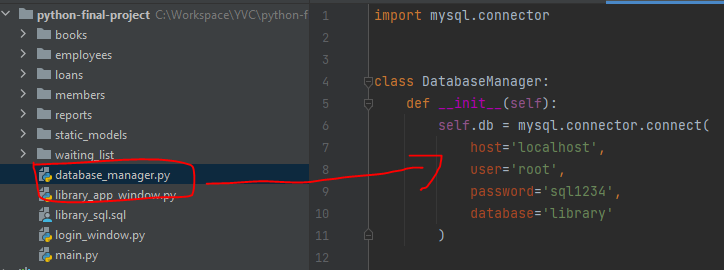 python-final-project C:\Workspace\YVC\python-f
books
employees
loans
members
reports
static_models
waiting_list
database_manager.py
library_app_window.py
library_sql.sql
login_window.py
main.py
1 import mysql.connector
2
3
4 class DatabaseManager:
5 def __init__(self):
6 self.db = mysql.connector.connect(
7 host='localhost',
8 user='root',
9 password='sql1234',
10 database='library'
11 )
12